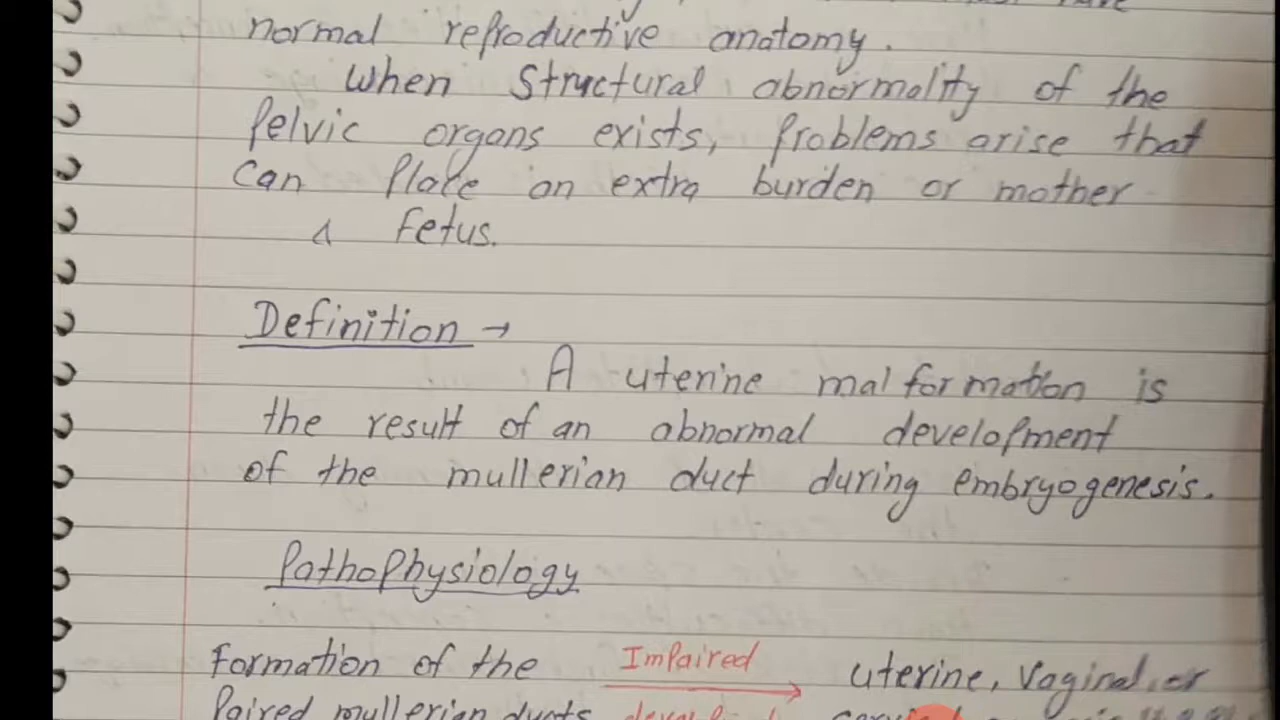 have
normal reproductive anatomy.
When Structural abnormality of the
Pelvic organs exists, Problems arise that
can Place an extra burden or mother
& Fetus.
Definition →
A uterine malformation is
the result of an abnormal development
of the mullerian duct during embryogenesis.
Pathophysiology
Formation of the Impaired → uterine, Vaginal, or
Paired mullerian ducts